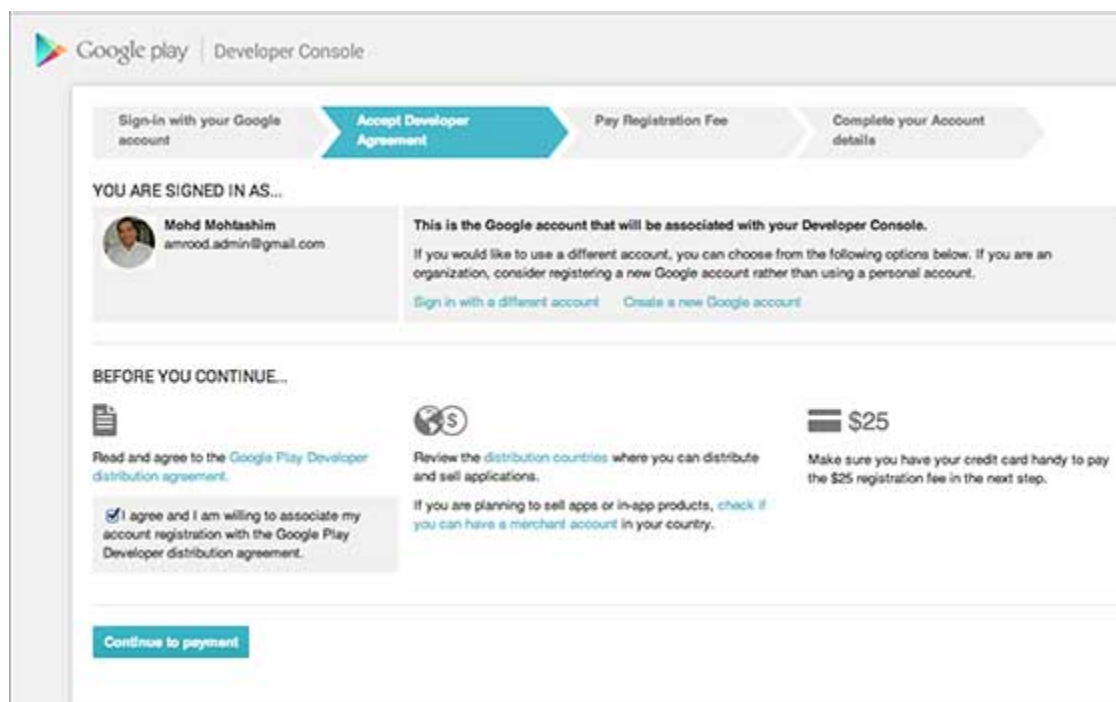 Google play | Developer Console
Sign-in with your Google
account
Accept Developer
Agreement
Pay Registration Fee
Complete your Account
details
YOU ARE SIGNED IN AS...
Mohd Mohtashim
amrood.admin@gmail.com
This is the Google account that will be associated with your Developer Console.
If you would like to use a different account, you can choose from the following options below. If you are an
organization, consider registering a new Google account rather than using a personal account.
Sign in with a different account Create a new Google account
BEFORE YOU CONTINUE...
Read and agree to the Google Play Developer
distribution agreement.
I agree and I am willing to associate my
account registration with the Google Play
Developer distribution agreement.
$
Review the distribution countries where you can distribute
and sell applications.
If you are planning to sell apps or in-app products, check if
you can have a merchant account in your country.
$25
Make sure you have your credit card handy to pay
the $25 registration fee in the next step.
Continue to payment